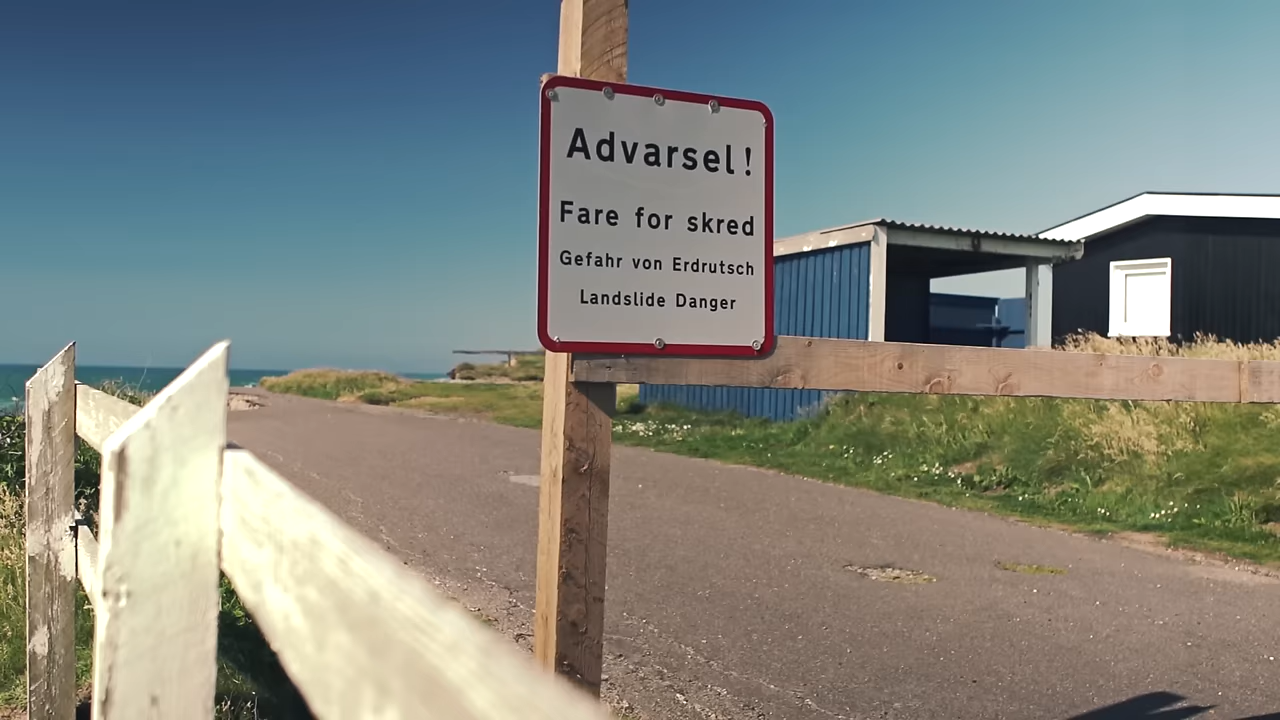 Advarsel!
Fare for skred
Gefahr von Erdrutsch
Landslide Danger